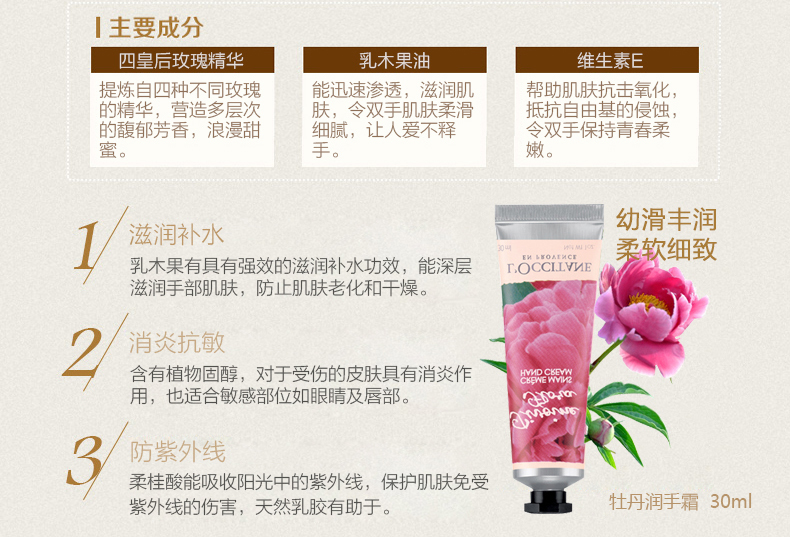 主要成分
四皇后玫瑰精华
提炼自四种不同玫瑰
的精华，营造多层次
的馥郁芳香，浪漫甜
蜜。
乳木果油
能迅速渗透，滋润肌
肤，令双手肌肤柔滑
细腻，让人爱不释
手。
维生素E
帮助肌肤抗击氧化，
抵抗自由基的侵蚀，
令双手保持青春柔
嫩。
1
滋润补水
乳木果有具有强效的滋润补水功效，能深层
滋润手部肌肤，防止肌肤老化和干燥。
2
消炎抗敏
含有植物固醇，对于受伤的皮肤具有消炎作
用，也适合敏感部位如眼睛及唇部。
3
防紫外线
柔桂酸能吸收阳光中的紫外线，保护肌肤免受
紫外线的伤害，天然乳胶有助于。
幼滑丰润
柔软细致
EN PROVENCE
L'OCCITANE
HAND CREAM
CRÈME MAINS
Flora
Pivoine
牡丹润手霜 30ml